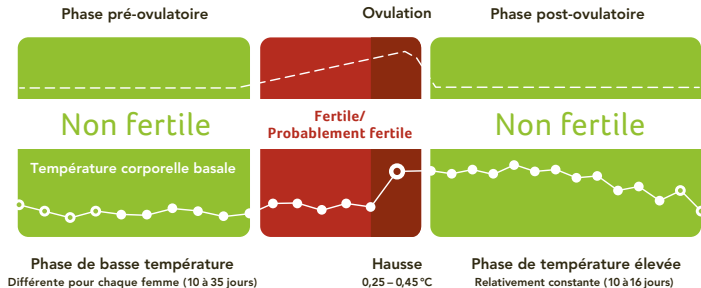 Phase pré-ovulatoire
Ovulation
Phase post-ovulatoire
Non fertile
Fertile/
Probablement fertile
Non fertile
Température corporelle basale
Phase de basse température
Différente pour chaque femme (10 à 35 jours)
Hausse
0,25 – 0,45 °C
Phase de température élevée
Relativement constante (10 à 16 jours)